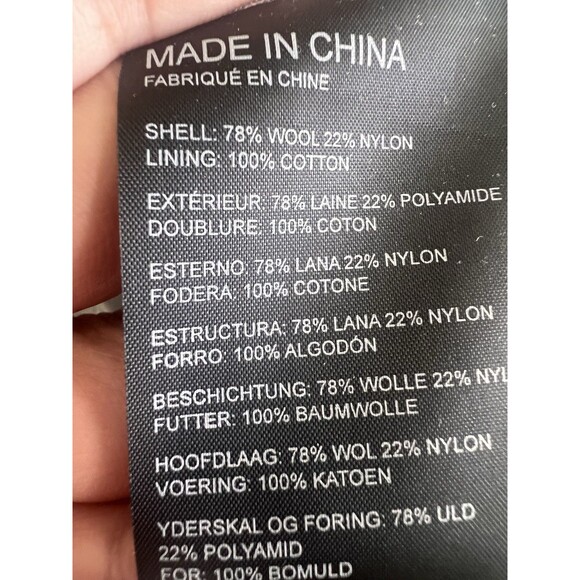 MADE IN CHINA
FABRIQUÉ EN CHINE
SHELL: 78% WOOL 22% NYLON
LINING: 100% COTTON
EXTÉRIEUR: 78% LAINE 22% POLYAMIDE
DOUBLURE: 100% COTON
ESTERNO: 78% LANA 22% NYLON
FODERA: 100% COTONE
ESTRUCTURA: 78% LANA 22% NYLON
FORRO: 100% ALGODÓN
BESCHICHTUNG: 78% WOLLE 22% NYL
FUTTER: 100% BAUMWOLLE
HOOFDLAAG: 78% WOL 22% NYLON
VOERING: 100% KATOEN
YDERSKAL OG FORING: 78% ULD
22% POLYAMID
FOR: 100% BOMULD